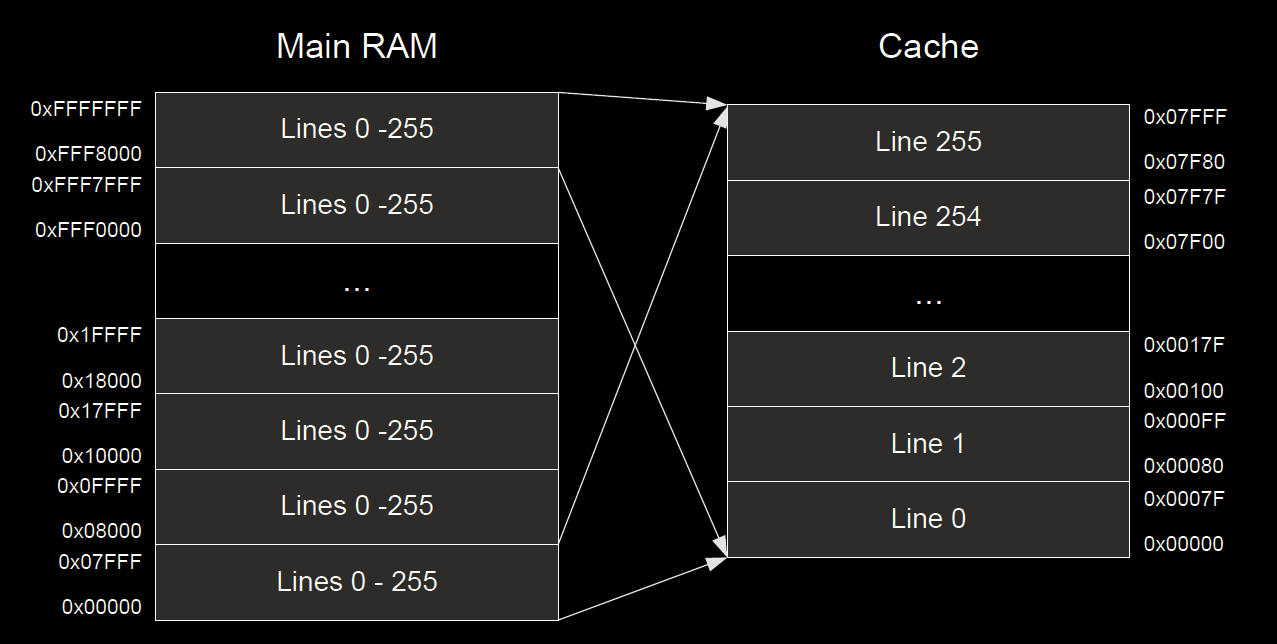 Main RAM
0xFFFFFFF
Lines 0 -255
0xFFF8000
0xFFF7FFF
Lines 0 -255
0xFFF0000
...
0x1FFFF
Lines 0 -255
0x18000
0x17FFF
Lines 0 -255
0x10000
0x0FFFF
Lines 0 -255
0x08000
0x07FFF
Lines 0 - 255
0x00000
Cache
Line 255
0x07FFF
0x07F80
Line 254
0x07F7F
0x07F00
...
Line 2
0x0017F
0x00100
Line 1
0x000FF
0x00080
Line 0
0x0007F
0x00000